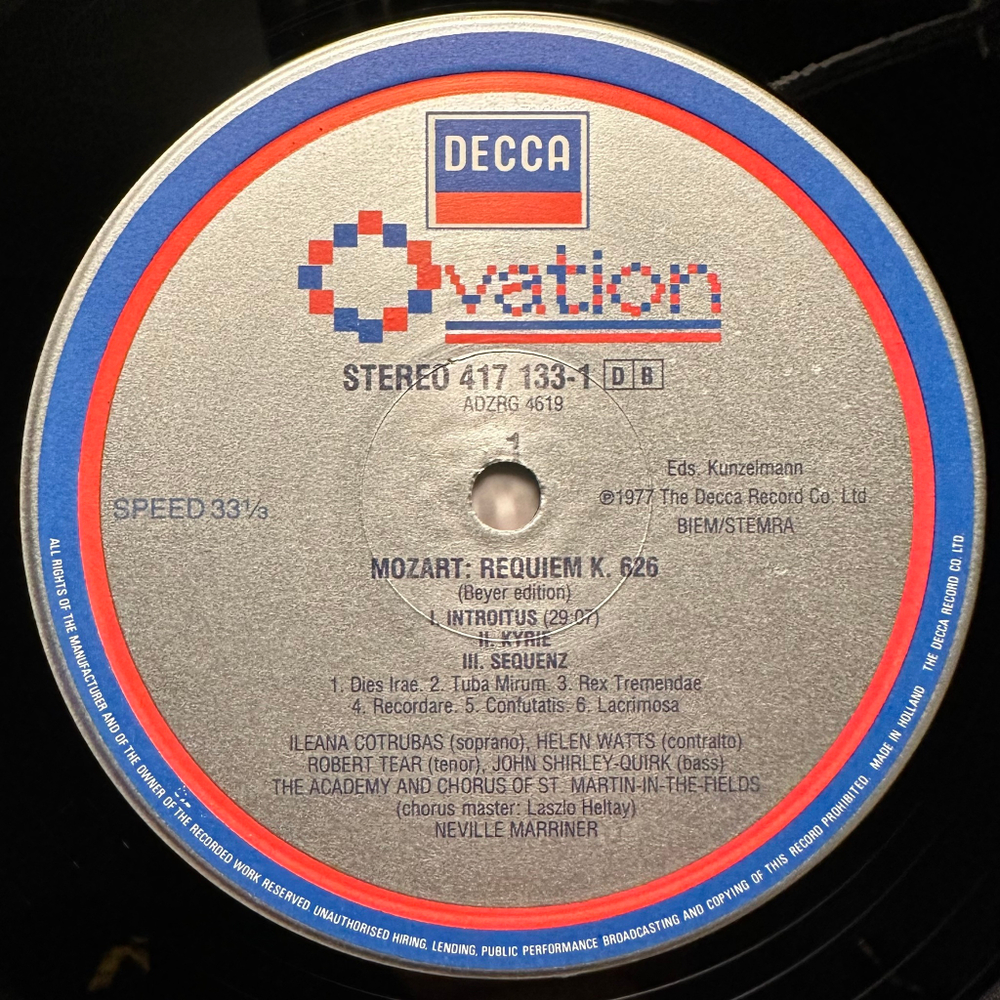 DECCA
Ovation
STEREO 417 133-1 DB
ADZRG 4619
1
Eds. Kunzelmann
℗1977 The Decca Record Co. Ltd.
BIEM/STEMRA
SPEED 33⅓
MOZART: REQUIEM K. 626
(Beyer edition)
I. INTROITUS (29:07)
II. KYRIE
III. SEQUENZ
1. Dies Irae. 2. Tuba Mirum. 3. Rex Tremendae
4. Recordare. 5. Confutatis. 6. Lacrimosa
ILEANA COTRUBAS (soprano), HELEN WATTS (contralto)
ROBERT TEAR (tenor), JOHN SHIRLEY-QUIRK (bass)
THE ACADEMY AND CHORUS OF ST. MARTIN-IN-THE-FIELDS
(chorus master: Laszlo Heltay)
NEVILLE MARRINER
ALL RIGHTS OF THE MANUFACTURER AND OF THE OWNER OF THE RECORDED WORK RESERVED. UNAUTHORISED HIRING, LENDING, PUBLIC PERFORMANCE BROADCASTING AND COPYING OF THIS RECORD PROHIBITED. MADE IN HOLLAND THE DECCA RECORD CO. LTD.